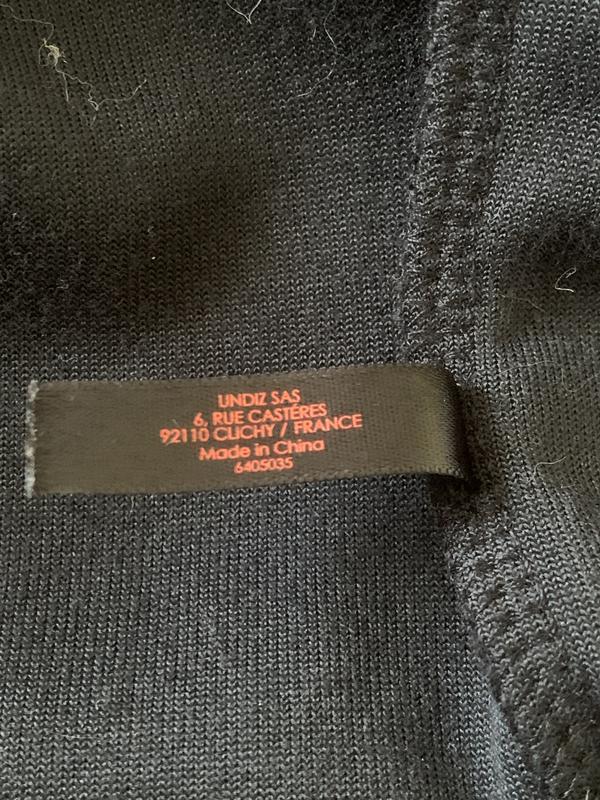 UNDIZ SAS
6, RUE CASTÉRES
92110 CLICHY / FRANCE
Made in China
6405035